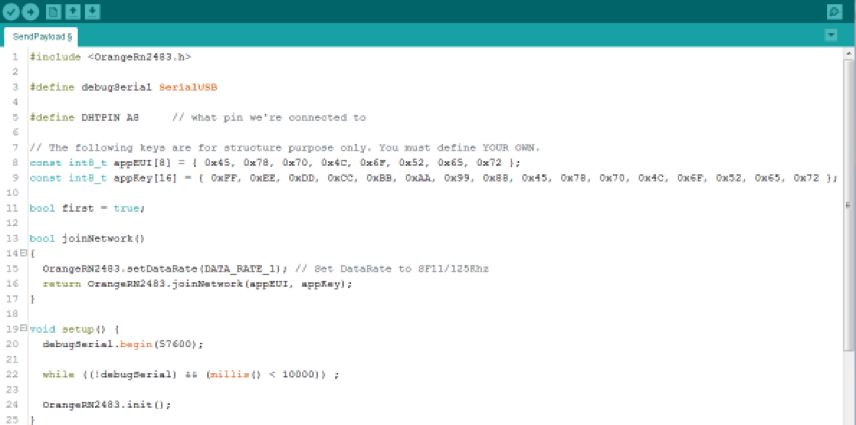 SendPayload §
1 #include <OrangeRn2483.h>
2
3 #define debugSerial SerialUSB
4
5 #define DHTPIN A8 // what pin we're connected to
6
7 // The following keys are for structure purpose only. You must define YOUR OWN.
8 const int8_t appEUI[8] = { 0x45, 0x78, 0x70, 0x4C, 0x6F, 0x52, 0x65, 0x72 };
9 const int8_t appKey[16] = { 0xFF, 0xEE, 0xDD, 0xCC, 0xBB, 0xAA, 0x99, 0x88, 0x45, 0x78, 0x70, 0x4C, 0x6F, 0x52, 0x65, 0x72 };
10
11 bool first = true;
12
13 bool joinNetwork()
14 {
15 OrangeRN2483.setDataRate(DATA_RATE_1); // Set DataRate to SF11/125Khz
16 return OrangeRN2483.joinNetwork(appEUI, appKey);
17 }
18
19 void setup() {
20 debugSerial.begin(57600);
21
22 while ((!debugSerial) && (millis() < 10000)) ;
23
24 OrangeRN2483.init();
25 }